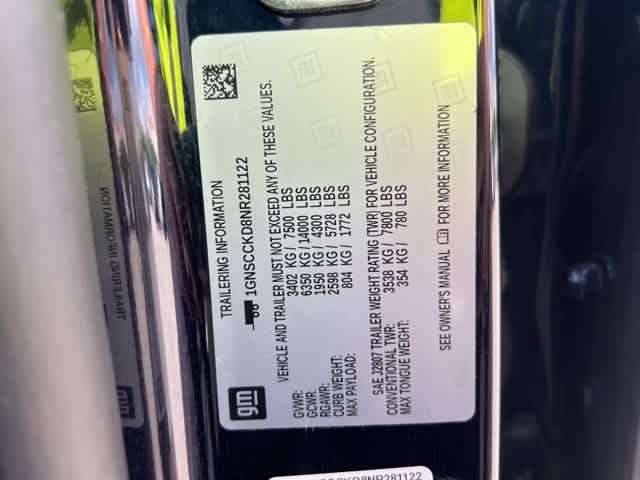 TRAILERING INFORMATION
1GNSCCKD8NR281122
VEHICLE AND TRAILER MUST NOT EXCEED ANY OF THESE VALUES.
GVWR: 3402 KG / 7500 LBS
GCWR: 6350 KG / 14000 LBS
RGAWR: 1950 KG / 4300 LBS
CURB WEIGHT: 2598 KG / 5728 LBS
MAX PAYLOAD: 804 KG / 1772 LBS
SAE J2807 TRAILER WEIGHT RATING (TWR) FOR VEHICLE CONFIGURATION.
CONVENTIONAL TWR: 3538 KG / 7800 LBS
MAX TONGUE WEIGHT: 354 KG / 780 LBS
SEE OWNER'S MANUAL FOR MORE INFORMATION
gm
SCCKD8NR281122
TRAILERING INFORMATION